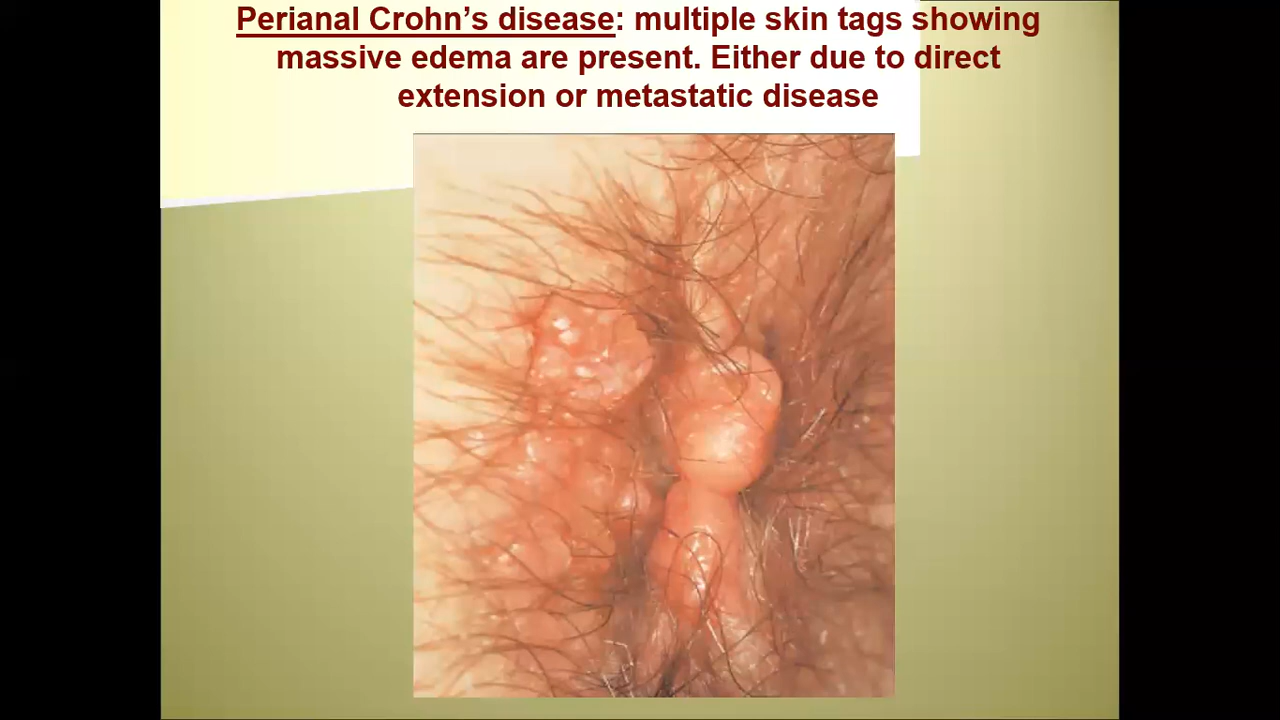 Perianal Crohn’s disease: multiple skin tags showing
massive edema are present. Either due to direct
extension or metastatic disease